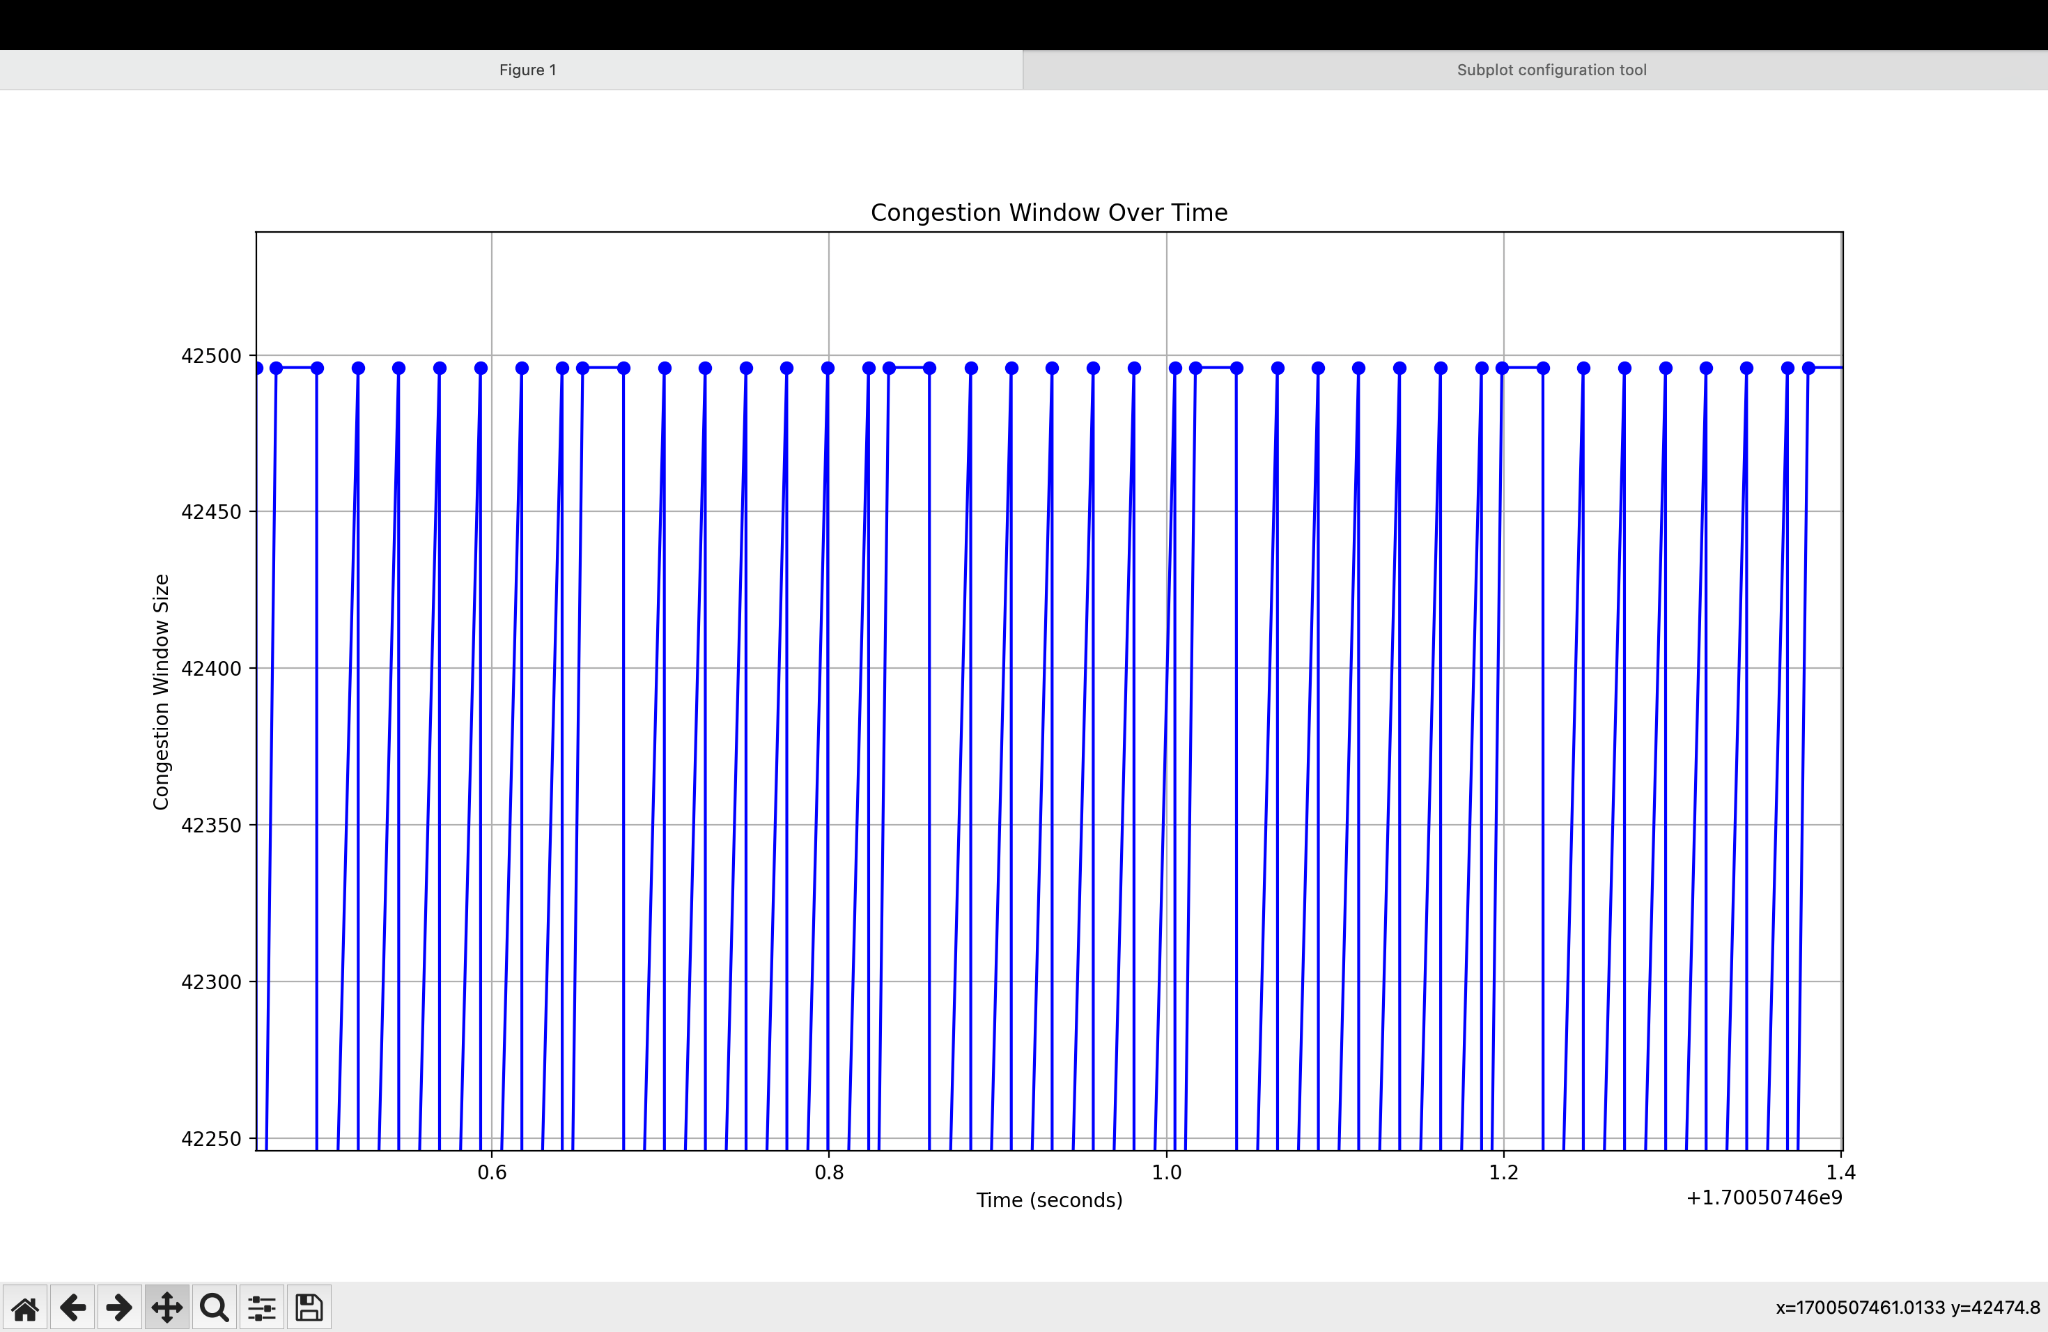 Figure 1
Subplot configuration tool
Congestion Window Over Time
Congestion Window Size
42500
42450
42400
42350
42300
42250
0.6
0.8
1.0
1.2
1.4
Time (seconds)
+1.70050746e9
x=1700507461.0133 y=42474.8